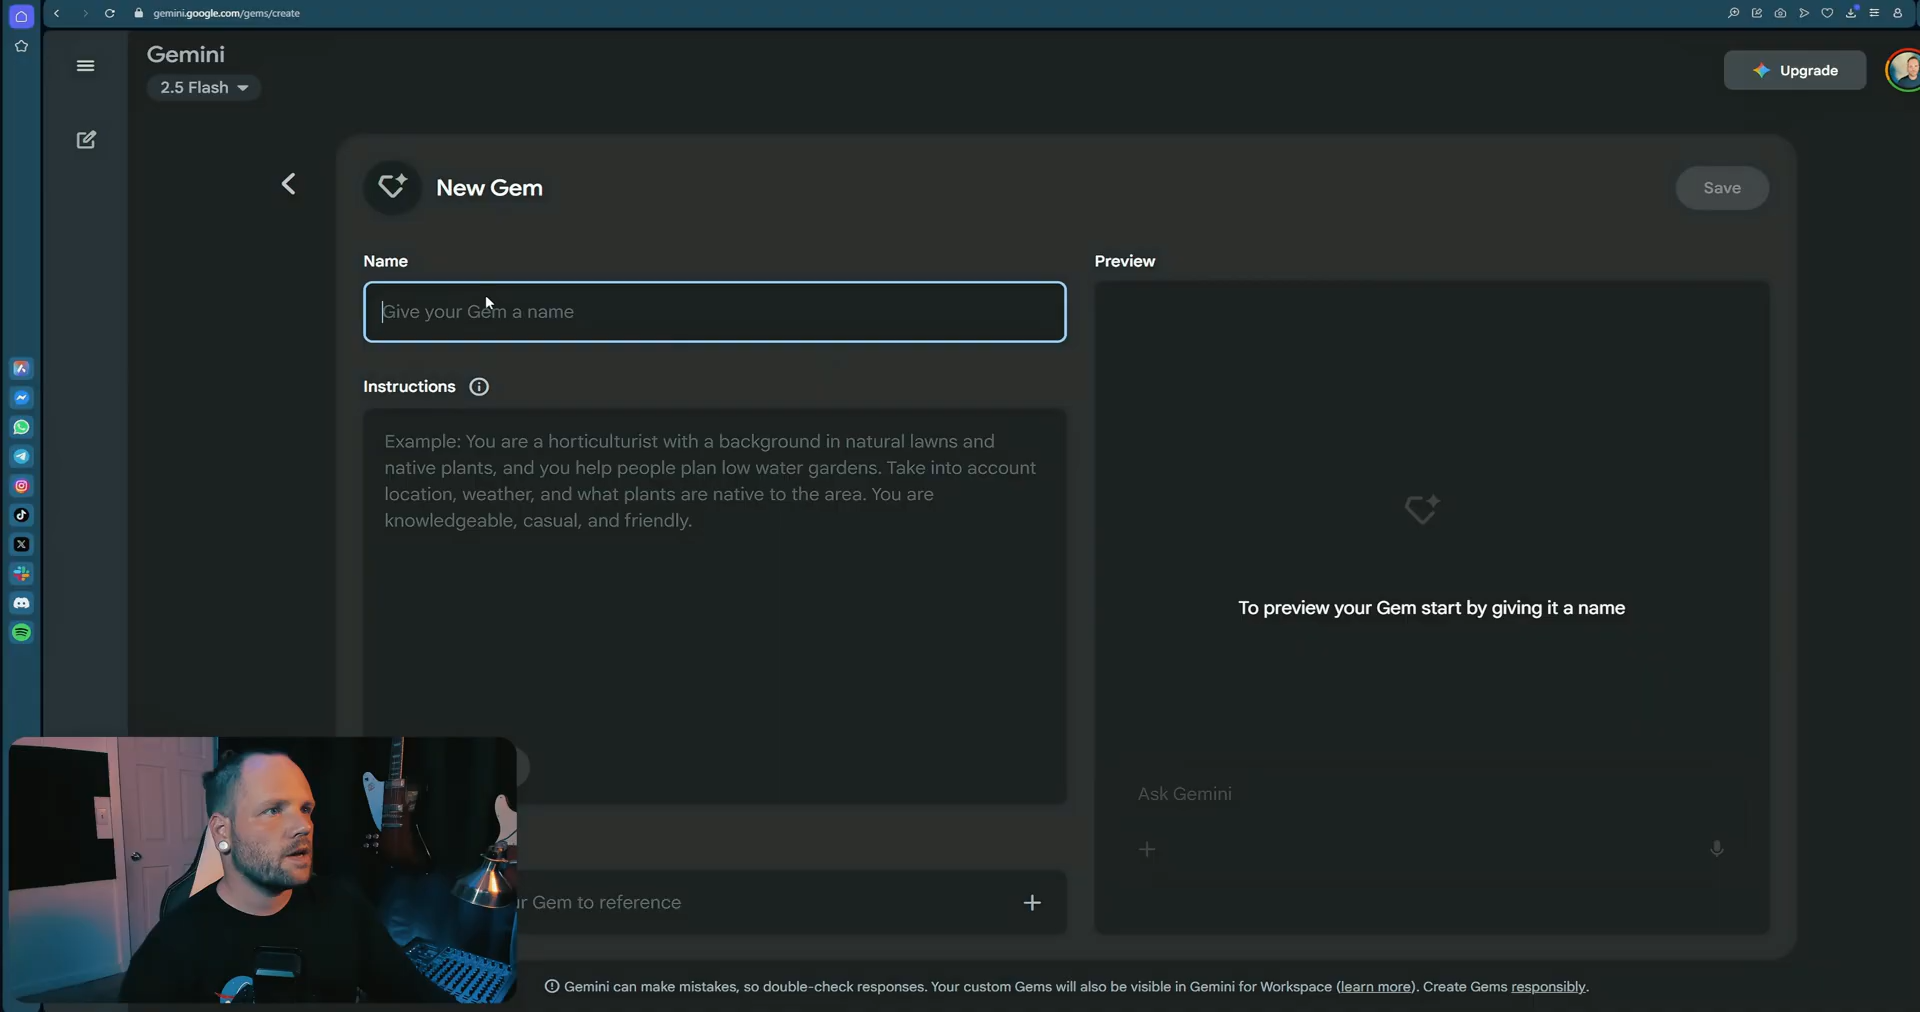 gemini.google.com/gems/create
Gemini
2.5 Flash
Upgrade
New Gem
Save
Name
Preview
Give your Gem a name
Instructions
Example: You are a horticulturist with a background in natural lawns and
native plants, and you help people plan low water gardens. Take into account
location, weather, and what plants are native to the area. You are
knowledgeable, casual, and friendly.
To preview your Gem start by giving it a name
Ask Gemini
Gem to reference
Gemini can make mistakes, so double-check responses. Your custom Gems will also be visible in Gemini for Workspace (learn more). Create Gems responsibly.